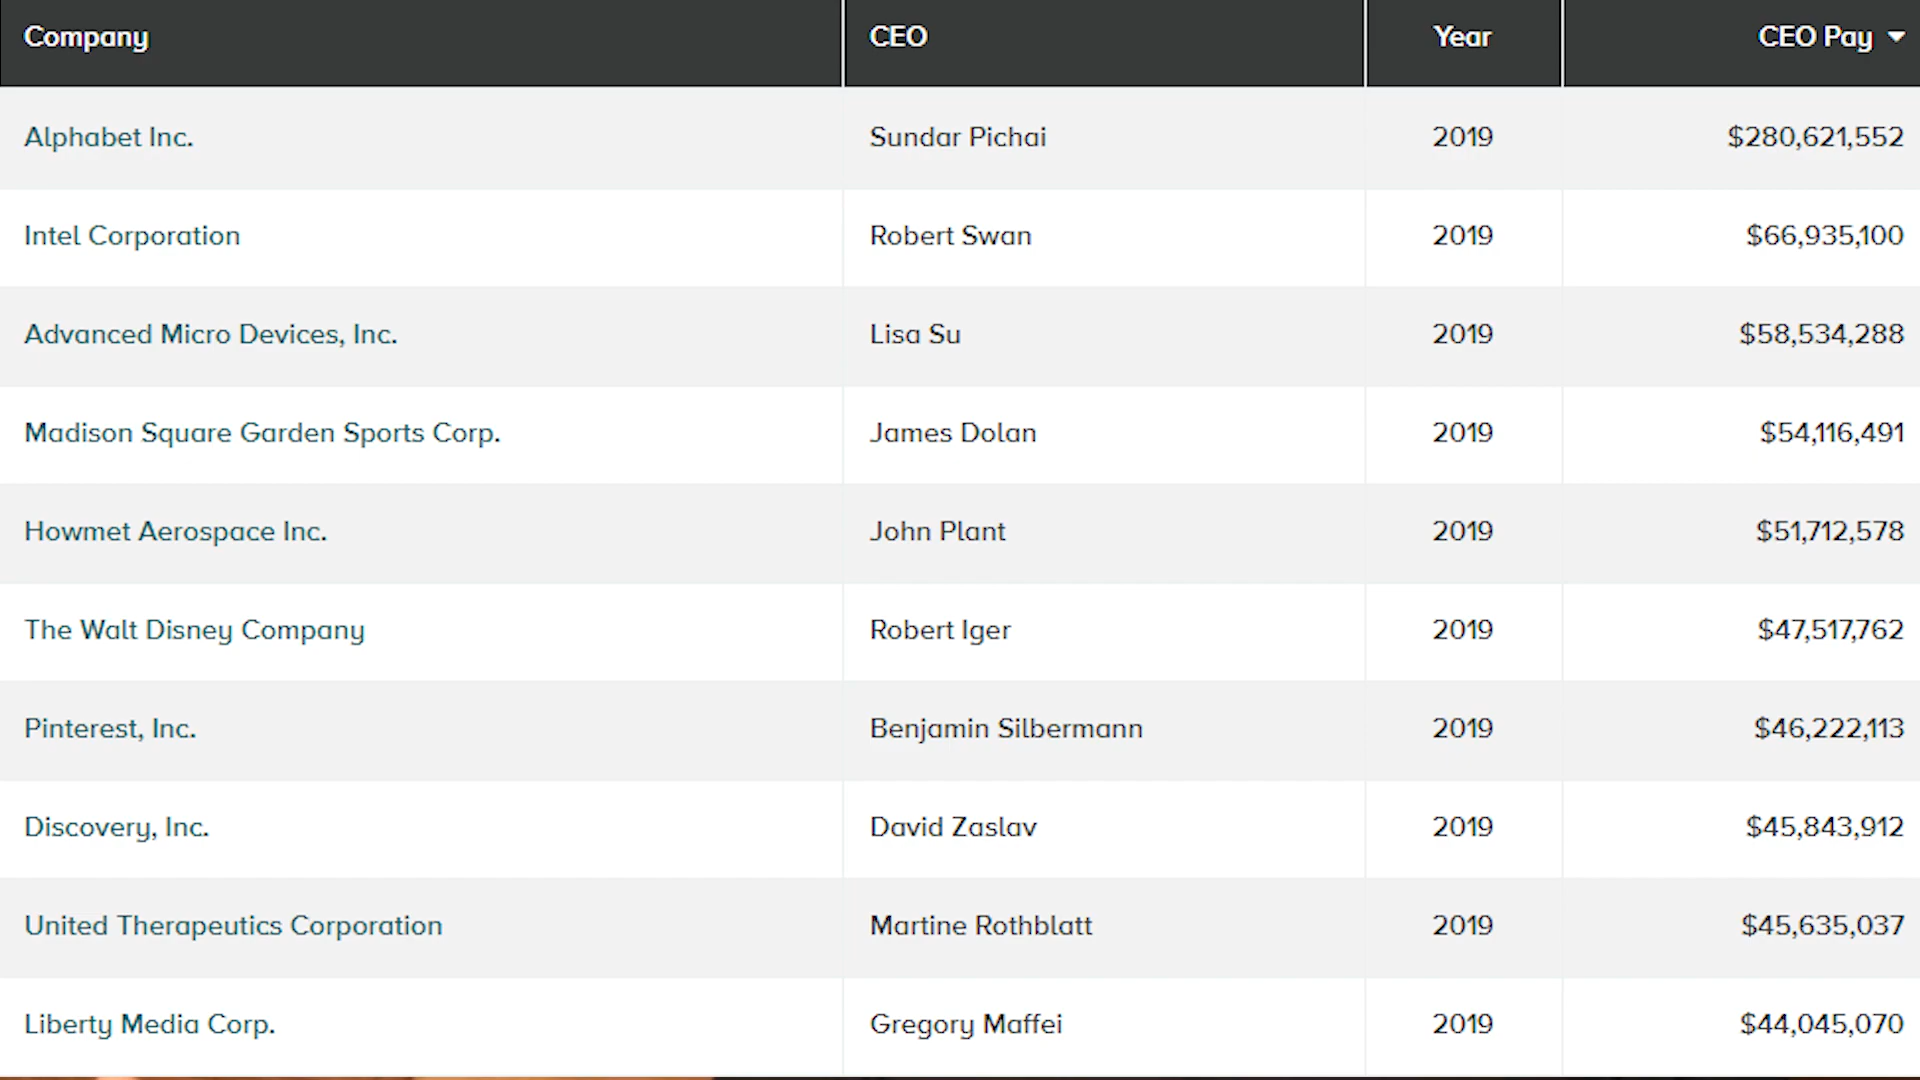 Company CEO Year CEO Pay
Alphabet Inc. Sundar Pichai 2019 $280,621,552
Intel Corporation Robert Swan 2019 $66,935,100
Advanced Micro Devices, Inc. Lisa Su 2019 $58,534,288
Madison Square Garden Sports Corp. James Dolan 2019 $54,116,491
Howmet Aerospace Inc. John Plant 2019 $51,712,578
The Walt Disney Company Robert Iger 2019 $47,517,762
Pinterest, Inc. Benjamin Silbermann 2019 $46,222,113
Discovery, Inc. David Zaslav 2019 $45,843,912
United Therapeutics Corporation Martine Rothblatt 2019 $45,635,037
Liberty Media Corp. Gregory Maffei 2019 $44,045,070